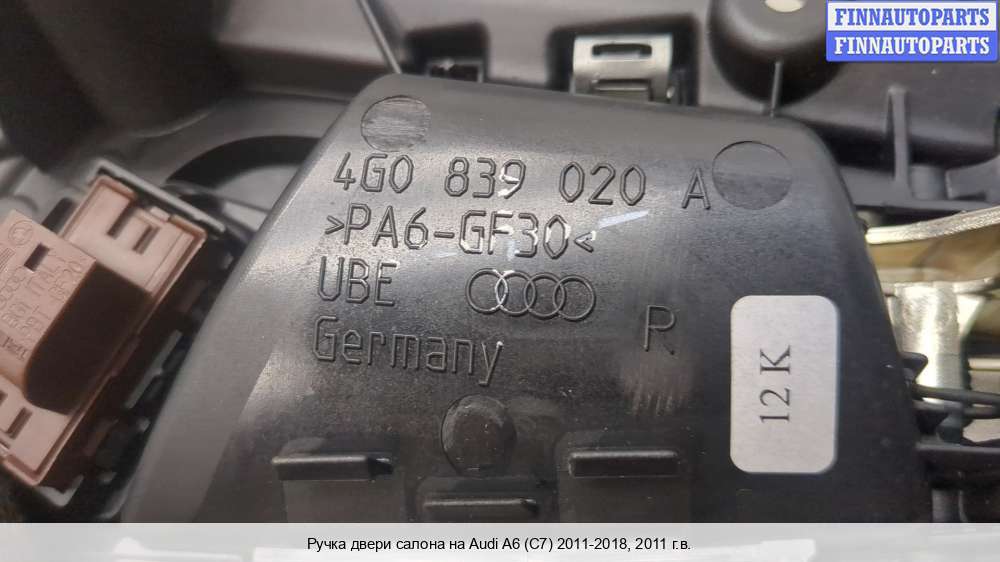 FINNAUTOPARTS
FINNAUTOPARTS
4G0 839 020 A
>PA6-GF30<
UBE
R
Germany
12 K
Ручка двери салона на Audi A6 (C7) 2011-2018, 2011 г.в.